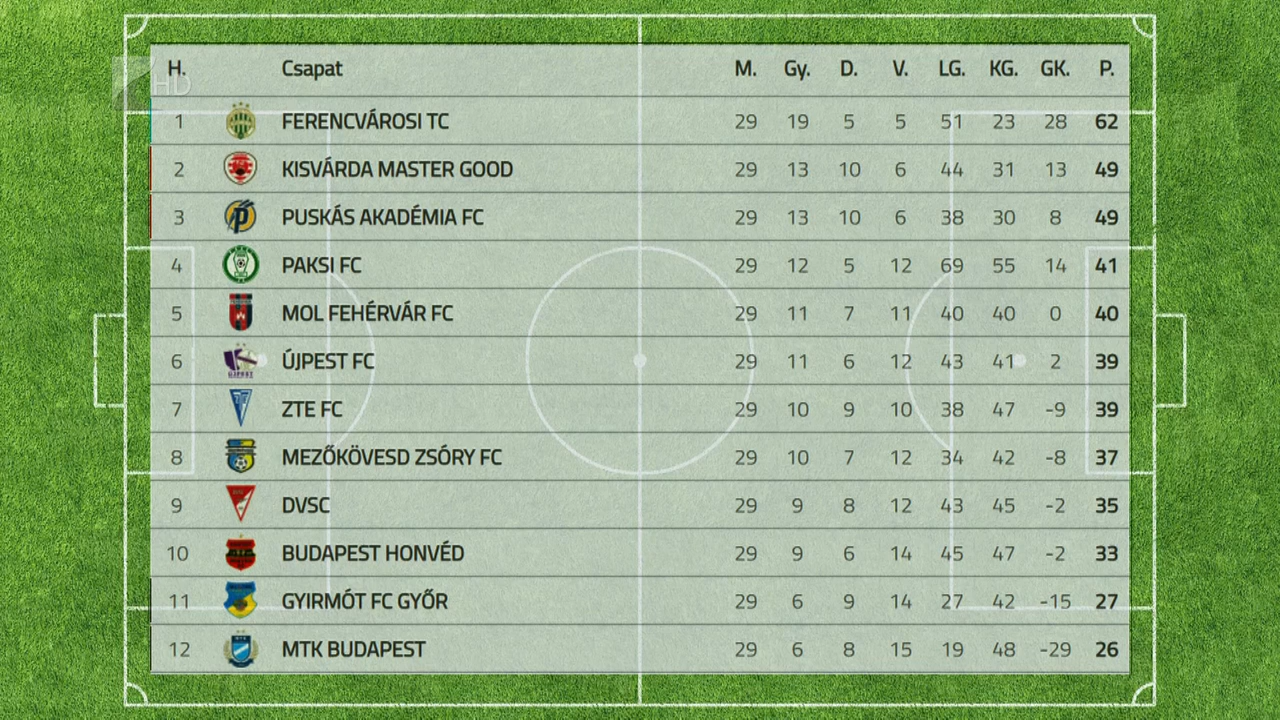 H. Csapat M. Gy. D. V. LG. KG. GK. P.
HD
1 FERENCVÁROSI TC 29 19 5 5 51 23 28 62
2 KISVÁRDA MASTER GOOD 29 13 10 6 44 31 13 49
3 PUSKÁS AKADÉMIA FC 29 13 10 6 38 30 8 49
4 PAKSI FC 29 12 5 12 69 55 14 41
5 MOL FEHÉRVÁR FC 29 11 7 11 40 40 0 40
6 ÚJPEST FC 29 11 6 12 43 41 2 39
7 ZTE FC 29 10 9 10 38 47 -9 39
8 MEZŐKÖVESD ZSÓRY FC 29 10 7 12 34 42 -8 37
9 DVSC 29 9 8 12 43 45 -2 35
10 BUDAPEST HONVÉD 29 9 6 14 45 47 -2 33
11 GYIRMÓT FC GYŐR 29 6 9 14 27 42 -15 27
12 MTK BUDAPEST 29 6 8 15 19 48 -29 26